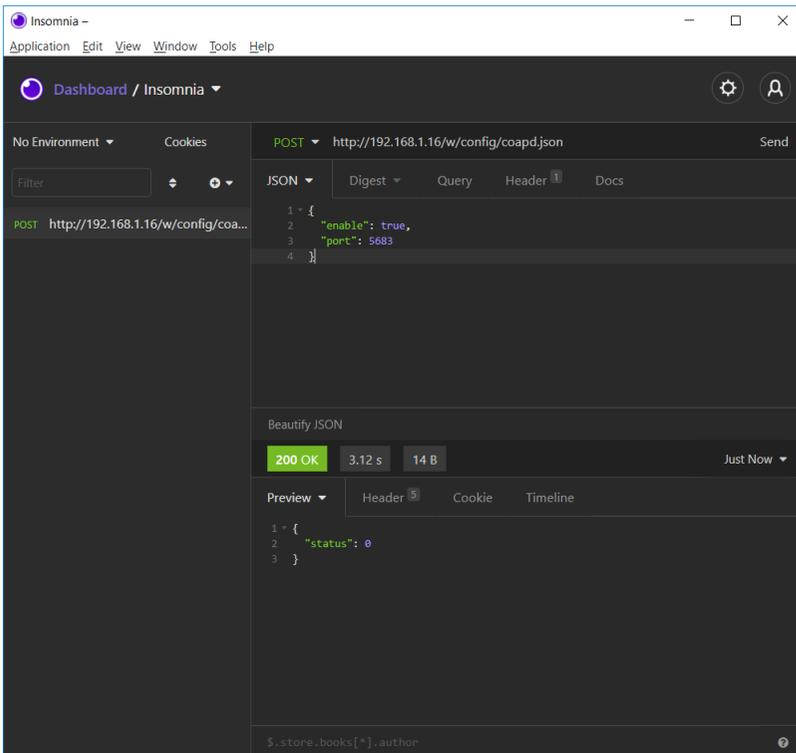 Insomnia –
Application Edit View Window Tools Help
Dashboard / Insomnia
No Environment Cookies
Filter
POST http://192.168.1.16/w/config/coa...
POST http://192.168.1.16/w/config/coapd.json Send
JSON Digest Query Header 1 Docs
1 {
2 "enable": true,
3 "port": 5683
4 }
Beautify JSON
200 OK 3.12 s 14 B Just Now
Preview Header 5 Cookie Timeline
1 {
2 "status": 0
3 }
$.store.books[*].author